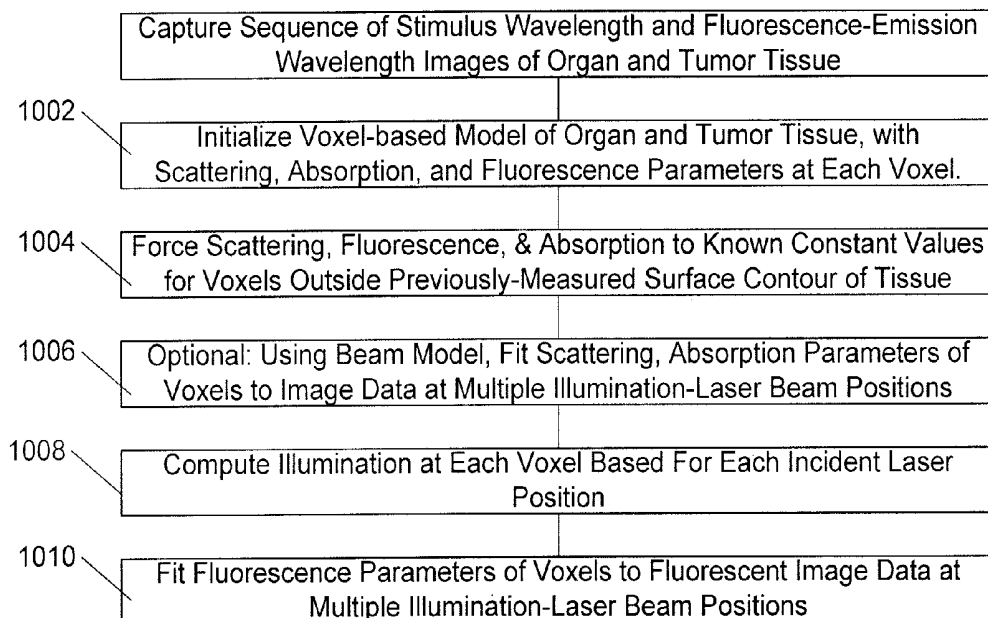 Capture Sequence of Stimulus Wavelength and Fluorescence-Emission
Wavelength Images of Organ and Tumor Tissue
1002
Initialize Voxel-based Model of Organ and Tumor Tissue, with
Scattering, Absorption, and Fluorescence Parameters at Each Voxel.
1004
Force Scattering, Fluorescence, & Absorption to Known Constant Values
for Voxels Outside Previously-Measured Surface Contour of Tissue
1006
Optional: Using Beam Model, Fit Scattering, Absorption Parameters of
Voxels to Image Data at Multiple Illumination-Laser Beam Positions
1008
Compute Illumination at Each Voxel Based For Each Incident Laser
Position
1010
Fit Fluorescence Parameters of Voxels to Fluorescent Image Data at
Multiple Illumination-Laser Beam Positions